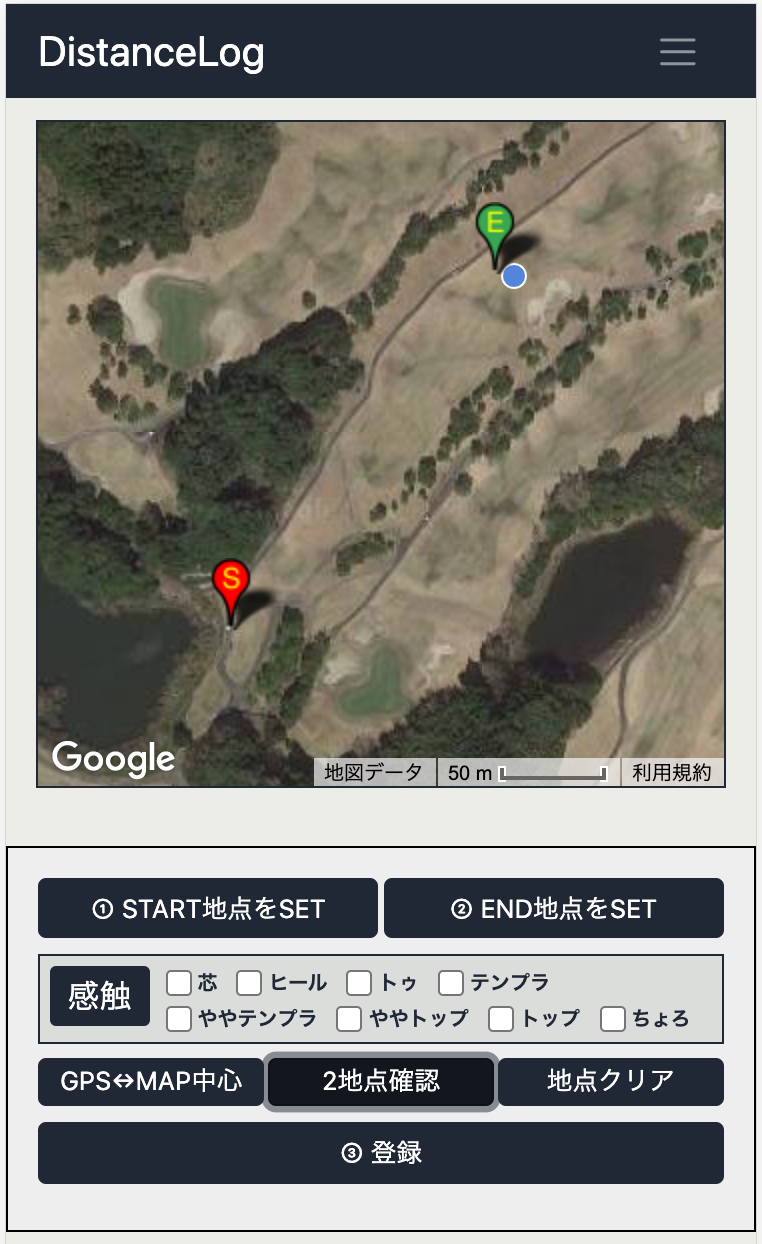 DistanceLog
E
S
Google
地図データ 50 m 利用規約
① START地点をSET ② END地点をSET
感触 芯 ヒール トゥ テンプラ
ややテンプラ ややトップ トップ ちょろ
GPS⇔MAP中心 2地点確認 地点クリア
③ 登録